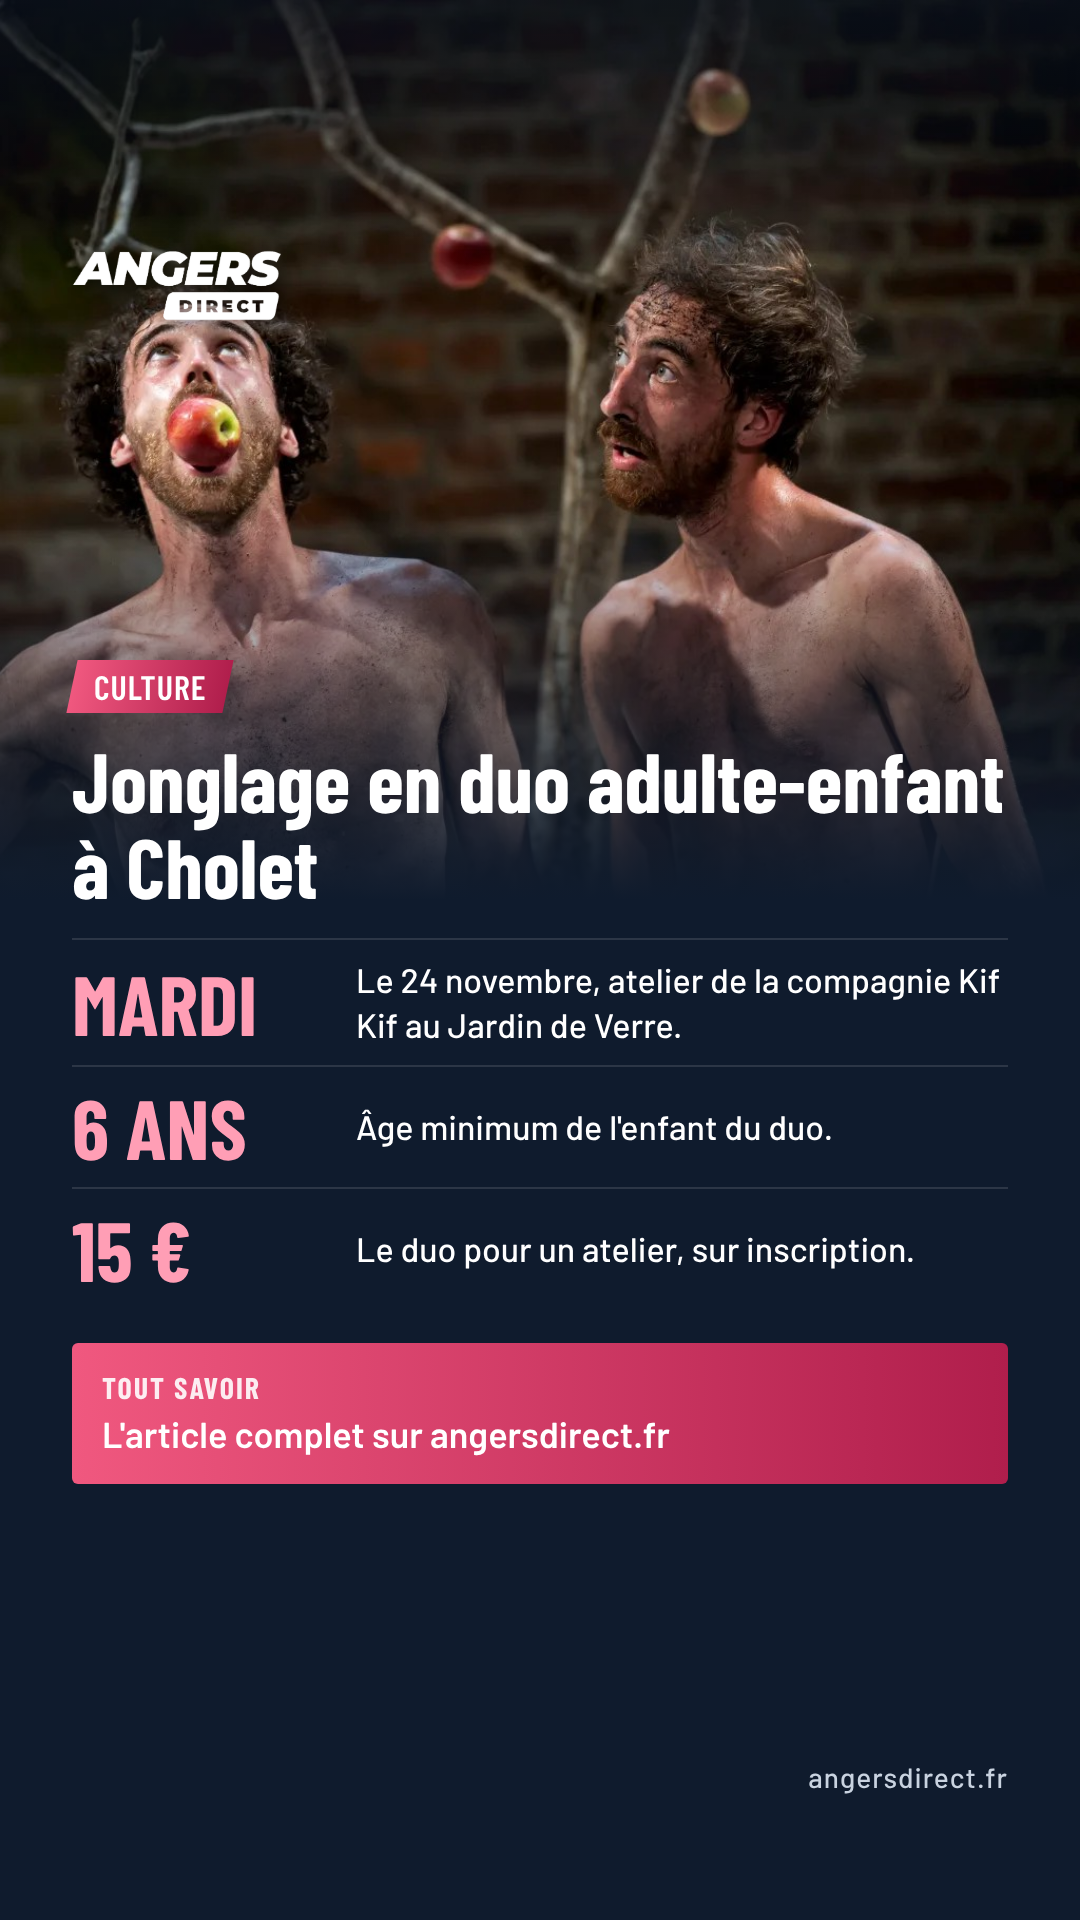 ANGERS
DIRECT
CULTURE
Jonglage en duo adulte-enfant
à Cholet
MARDI
Le 24 novembre, atelier de la compagnie Kif
Kif au Jardin de Verre.
6 ANS
Âge minimum de l'enfant du duo.
15 €
Le duo pour un atelier, sur inscription.
TOUT SAVOIR
L'article complet sur angersdirect.fr
angersdirect.fr